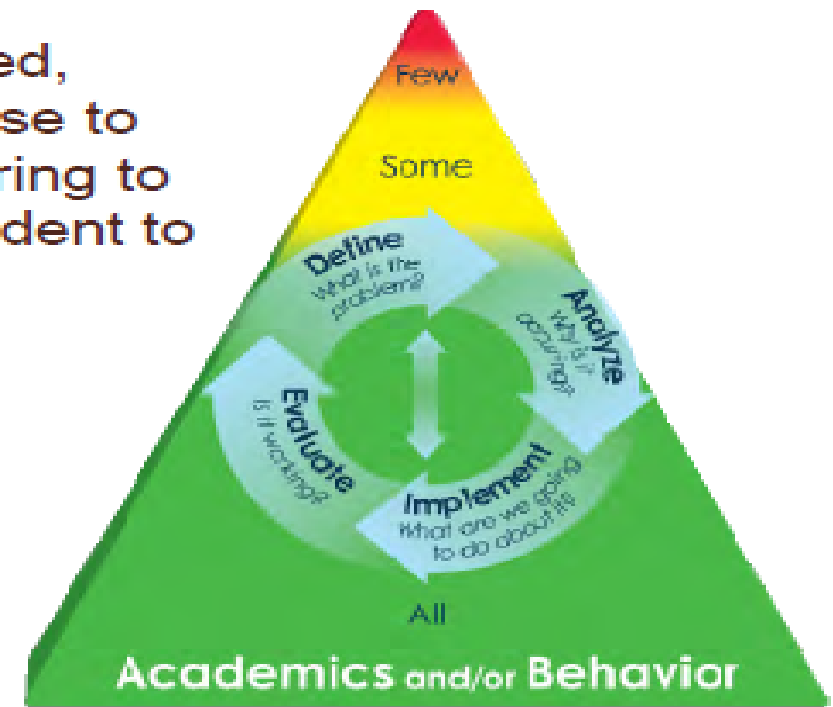 ed,
se to
ring to
dent to
Few
Some
Define
What is the
problem?
Analyze
Why is it
occuring?
Implement
What are we going
to do about it?
Evaluate
Is it working?
All
Academics and/or Behavior